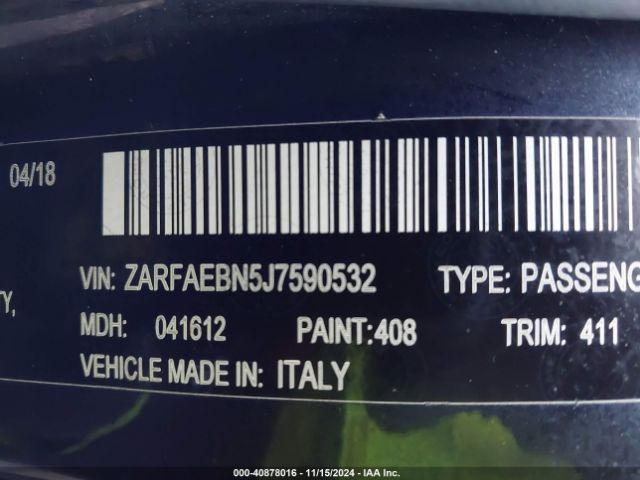 04/18
VIN: ZARFAEBN5J7590532 TYPE: PASSENG
TY,
MDH: 041612 PAINT:408 TRIM: 411
VEHICLE MADE IN: ITALY
000-40878016 - 11/15/2024 - IAA Inc.